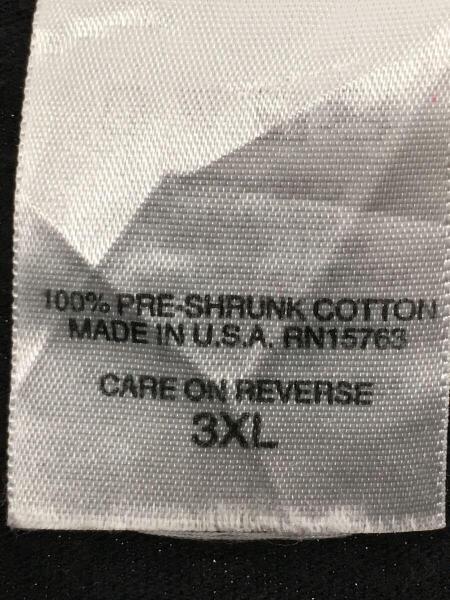 100% PRE-SHRUNK COTTON
MADE IN U.S.A. RN15763
CARE ON REVERSE
3XL